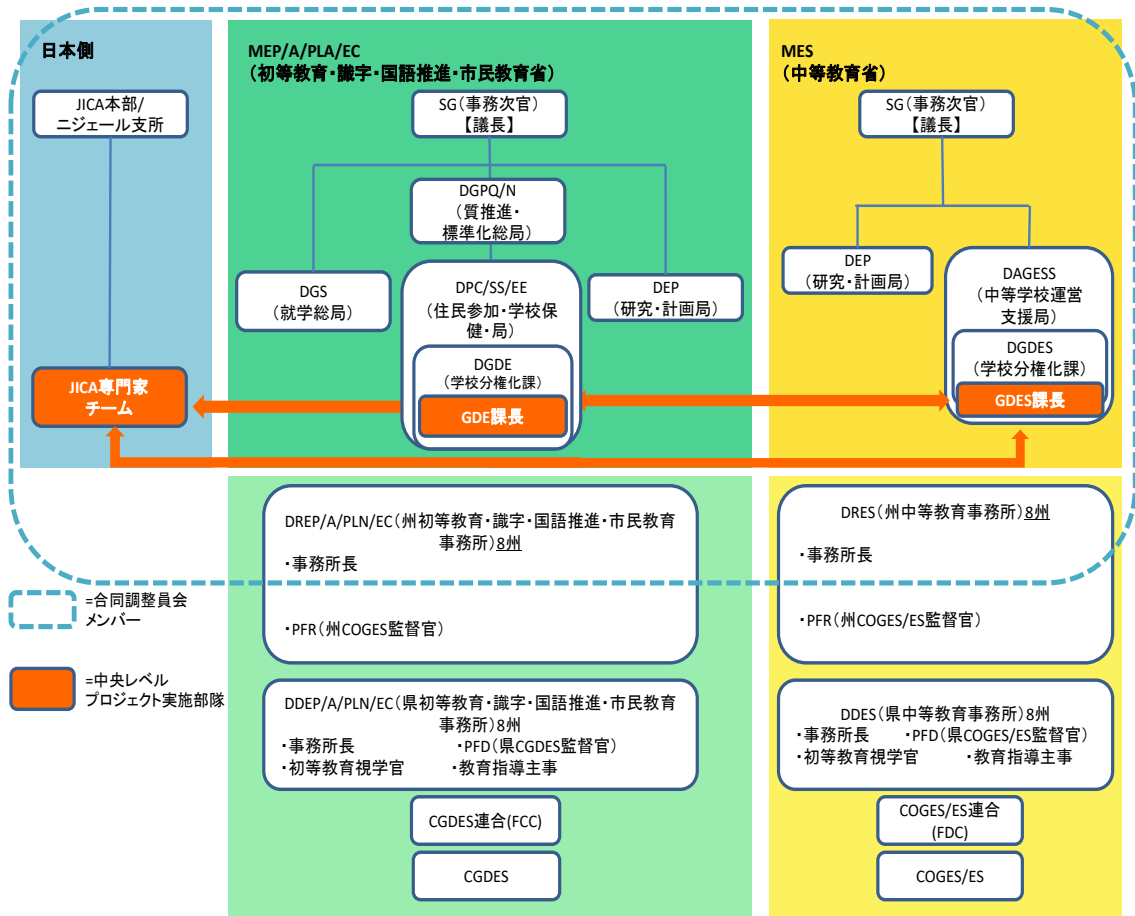 日本側
JICA本部/
ニジェール支所
JICA専門家
チーム
MEP/A/PLA/EC
(初等教育・識字・国語推進・市民教育省)
SG(事務次官)
【議長】
DGPQ/N
(質推進・
標準化総局)
DGS
(就学総局)
DPC/SS/EE
(住民参加・学校保
健・局)
DEP
(研究・計画局)
DGDE
(学校分権化課)
GDE課長
MES
(中等教育省)
SG(事務次官)
【議長】
DEP
(研究・計画局)
DAGESS
(中等学校運営
支援局)
DGDES
(学校分権化課)
GDES課長
DREP/A/PLN/EC(州初等教育・識字・国語推進・市民教育
事務所)8州
・事務所長
・PFR(州COGES監督官)
DRES(州中等教育事務所)8州
・事務所長
・PFR(州COGES/ES監督官)
=合同調整員会
メンバー
=中央レベル
プロジェクト実施部隊
DDEP/A/PLN/EC(県初等教育・識字・国語推進・市民教育
事務所)8州
・事務所長 ・PFD(県CGDES監督官)
・初等教育視学官 ・教育指導主事
DDES(県中等教育事務所)8州
・事務所長 ・PFD(県COGES/ES監督官)
・初等教育視学官 ・教育指導主事
CGDES連合(FCC)
CGDES
COGES/ES連合
(FDC)
COGES/ES